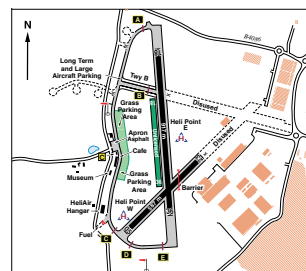 A
N
B4086
Long Term and
Large
Aircraft Parking
Twy B
B
Disused
Grass
Parking
Area
Heli Point
E
Apron
Asphalt
Cafe
Disused
C
Museum
Grass
Parking
Area
Barrier
HeliAir
Hangar
Heli Point
W
Fuel
C
D
E